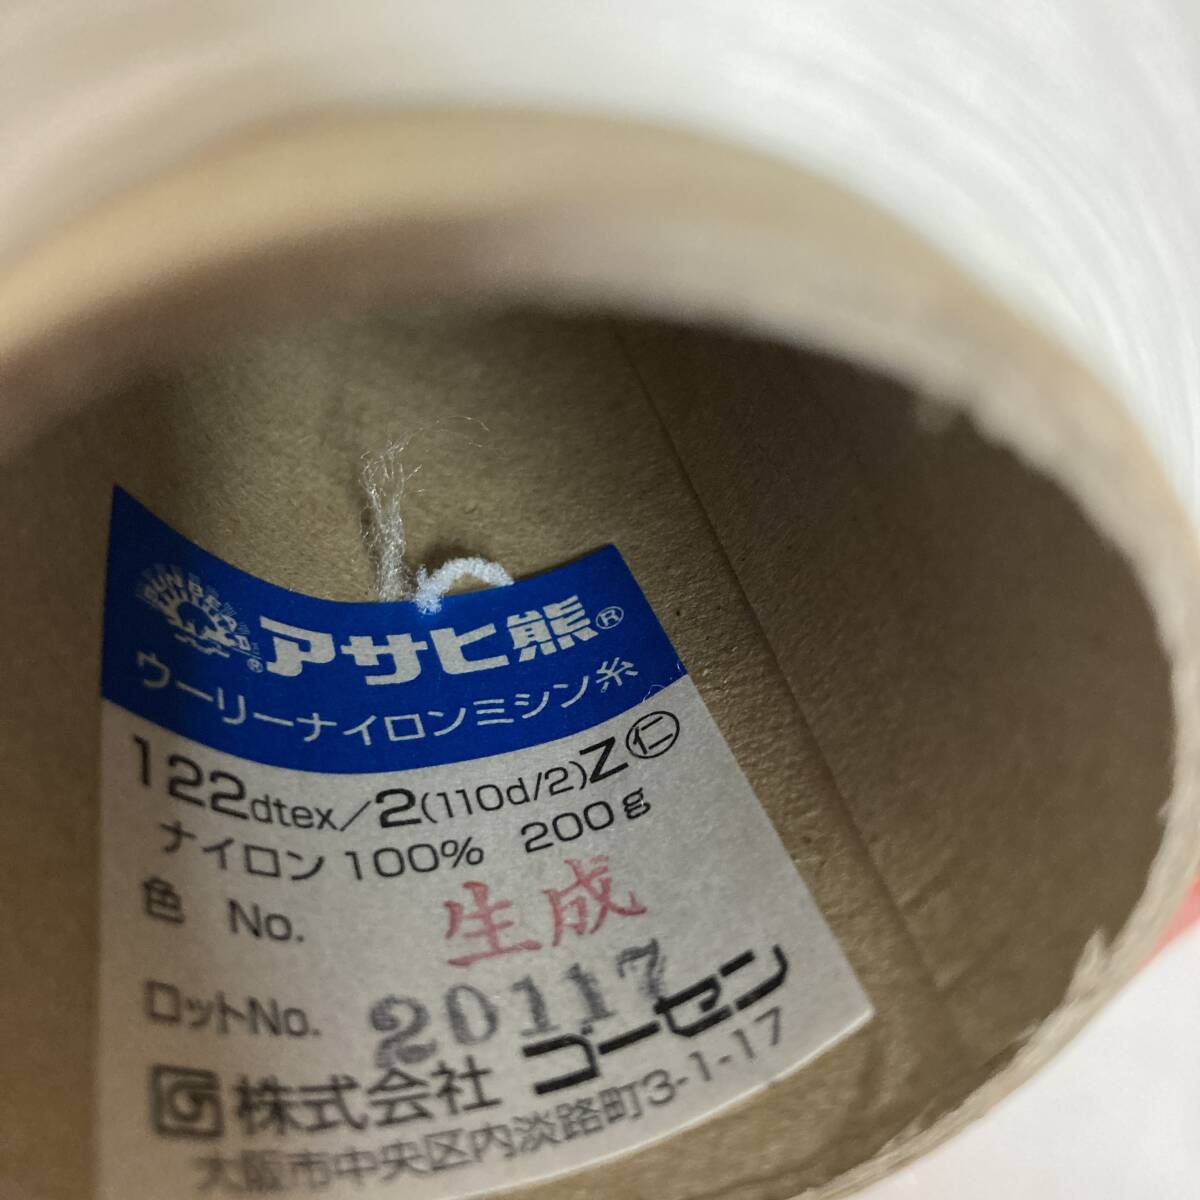 SUN BEAR
アサヒ熊®
ウーリーナイロンミシン糸
122dtex/2(110d/2)Z㊁
ナイロン100% 200g
色 No. 生成
ロットNo. 20117
株式会社 ゴーセン
大阪市中央区内淡路町3-1-17